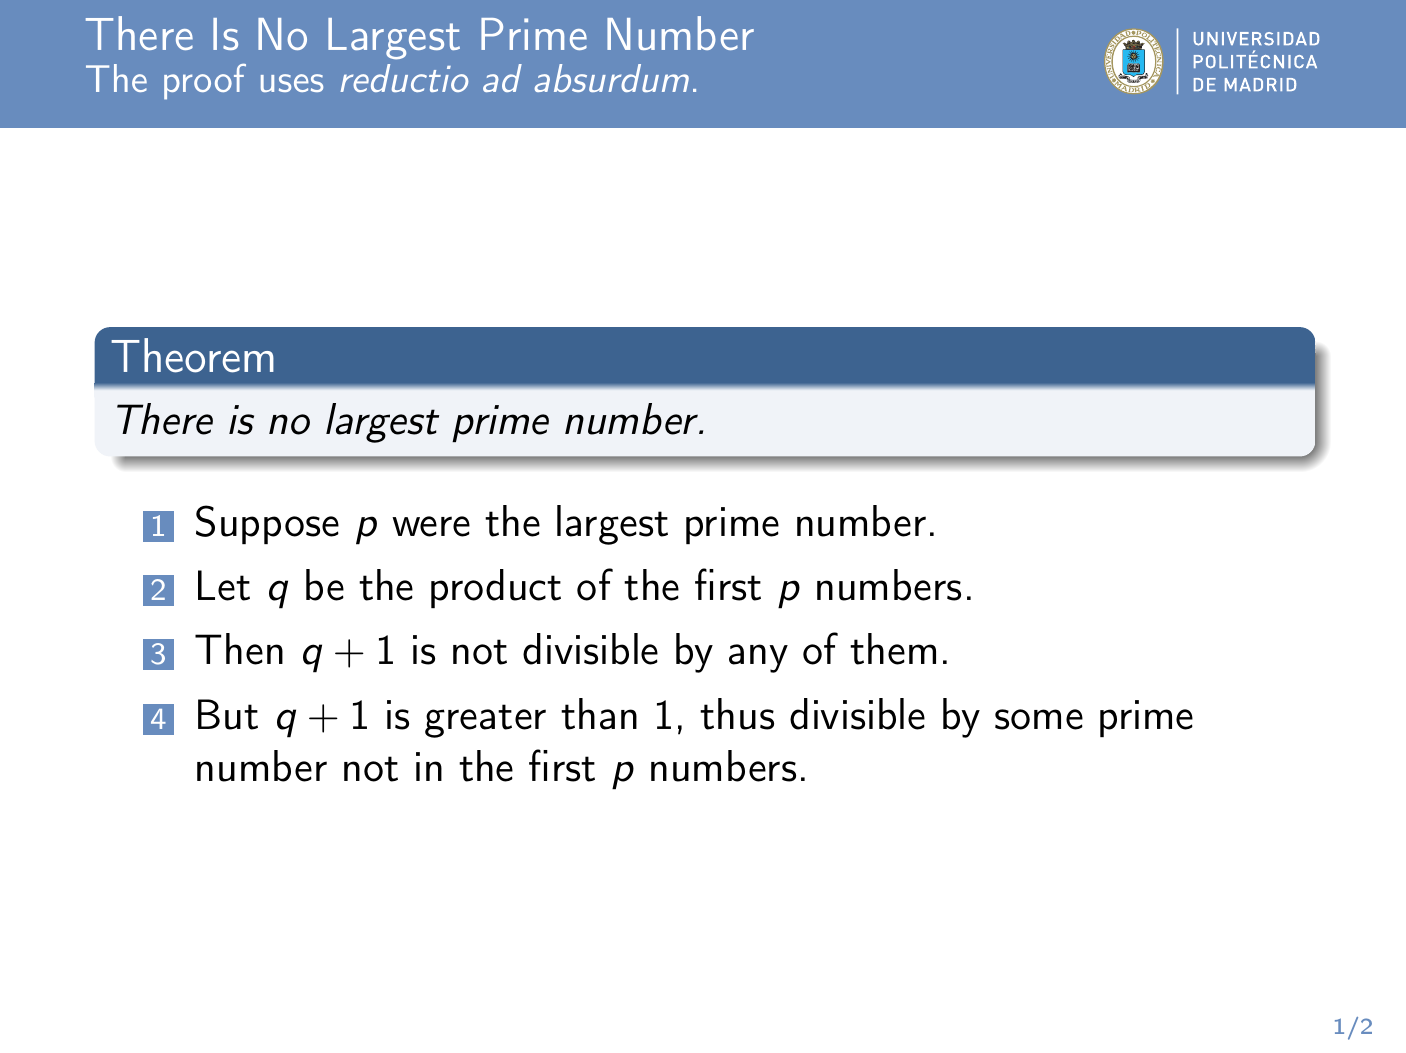 There Is No Largest Prime Number
The proof uses reductio ad absurdum.
UNIVERSIDAD
POLITÉCNICA
DE MADRID
Theorem
There is no largest prime number.
1 Suppose p were the largest prime number.
2 Let q be the product of the first p numbers.
3 Then q + 1 is not divisible by any of them.
4 But q + 1 is greater than 1, thus divisible by some prime
number not in the first p numbers.
1/2